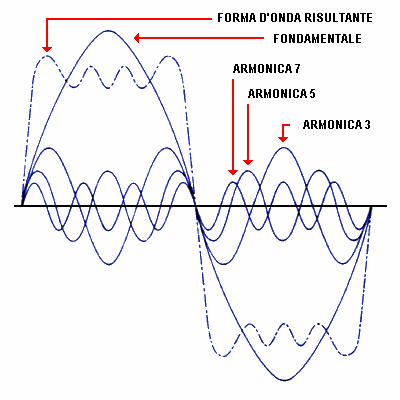 FORMA D'ONDA RISULTANTE
FONDAMENTALE
ARMONICA 7
ARMONICA 5
ARMONICA 3